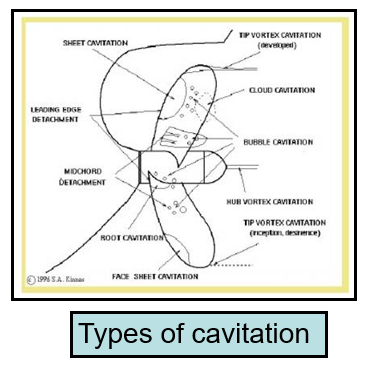 SHEET CAVITATION
TIP VORTEX CAVITATION
(developed)
CLOUD CAVITATION
LEADING EDGE
DETACHMENT
BUBBLE CAVITATION
MIDCHORD
DETACHMENT
HUB VORTEX CAVITATION
TIP VORTEX CAVITATION
(inception, desinence)
ROOT CAVITATION
FACE SHEET CAVITATION
© 1996 S.A. Kinnas
Types of cavitation